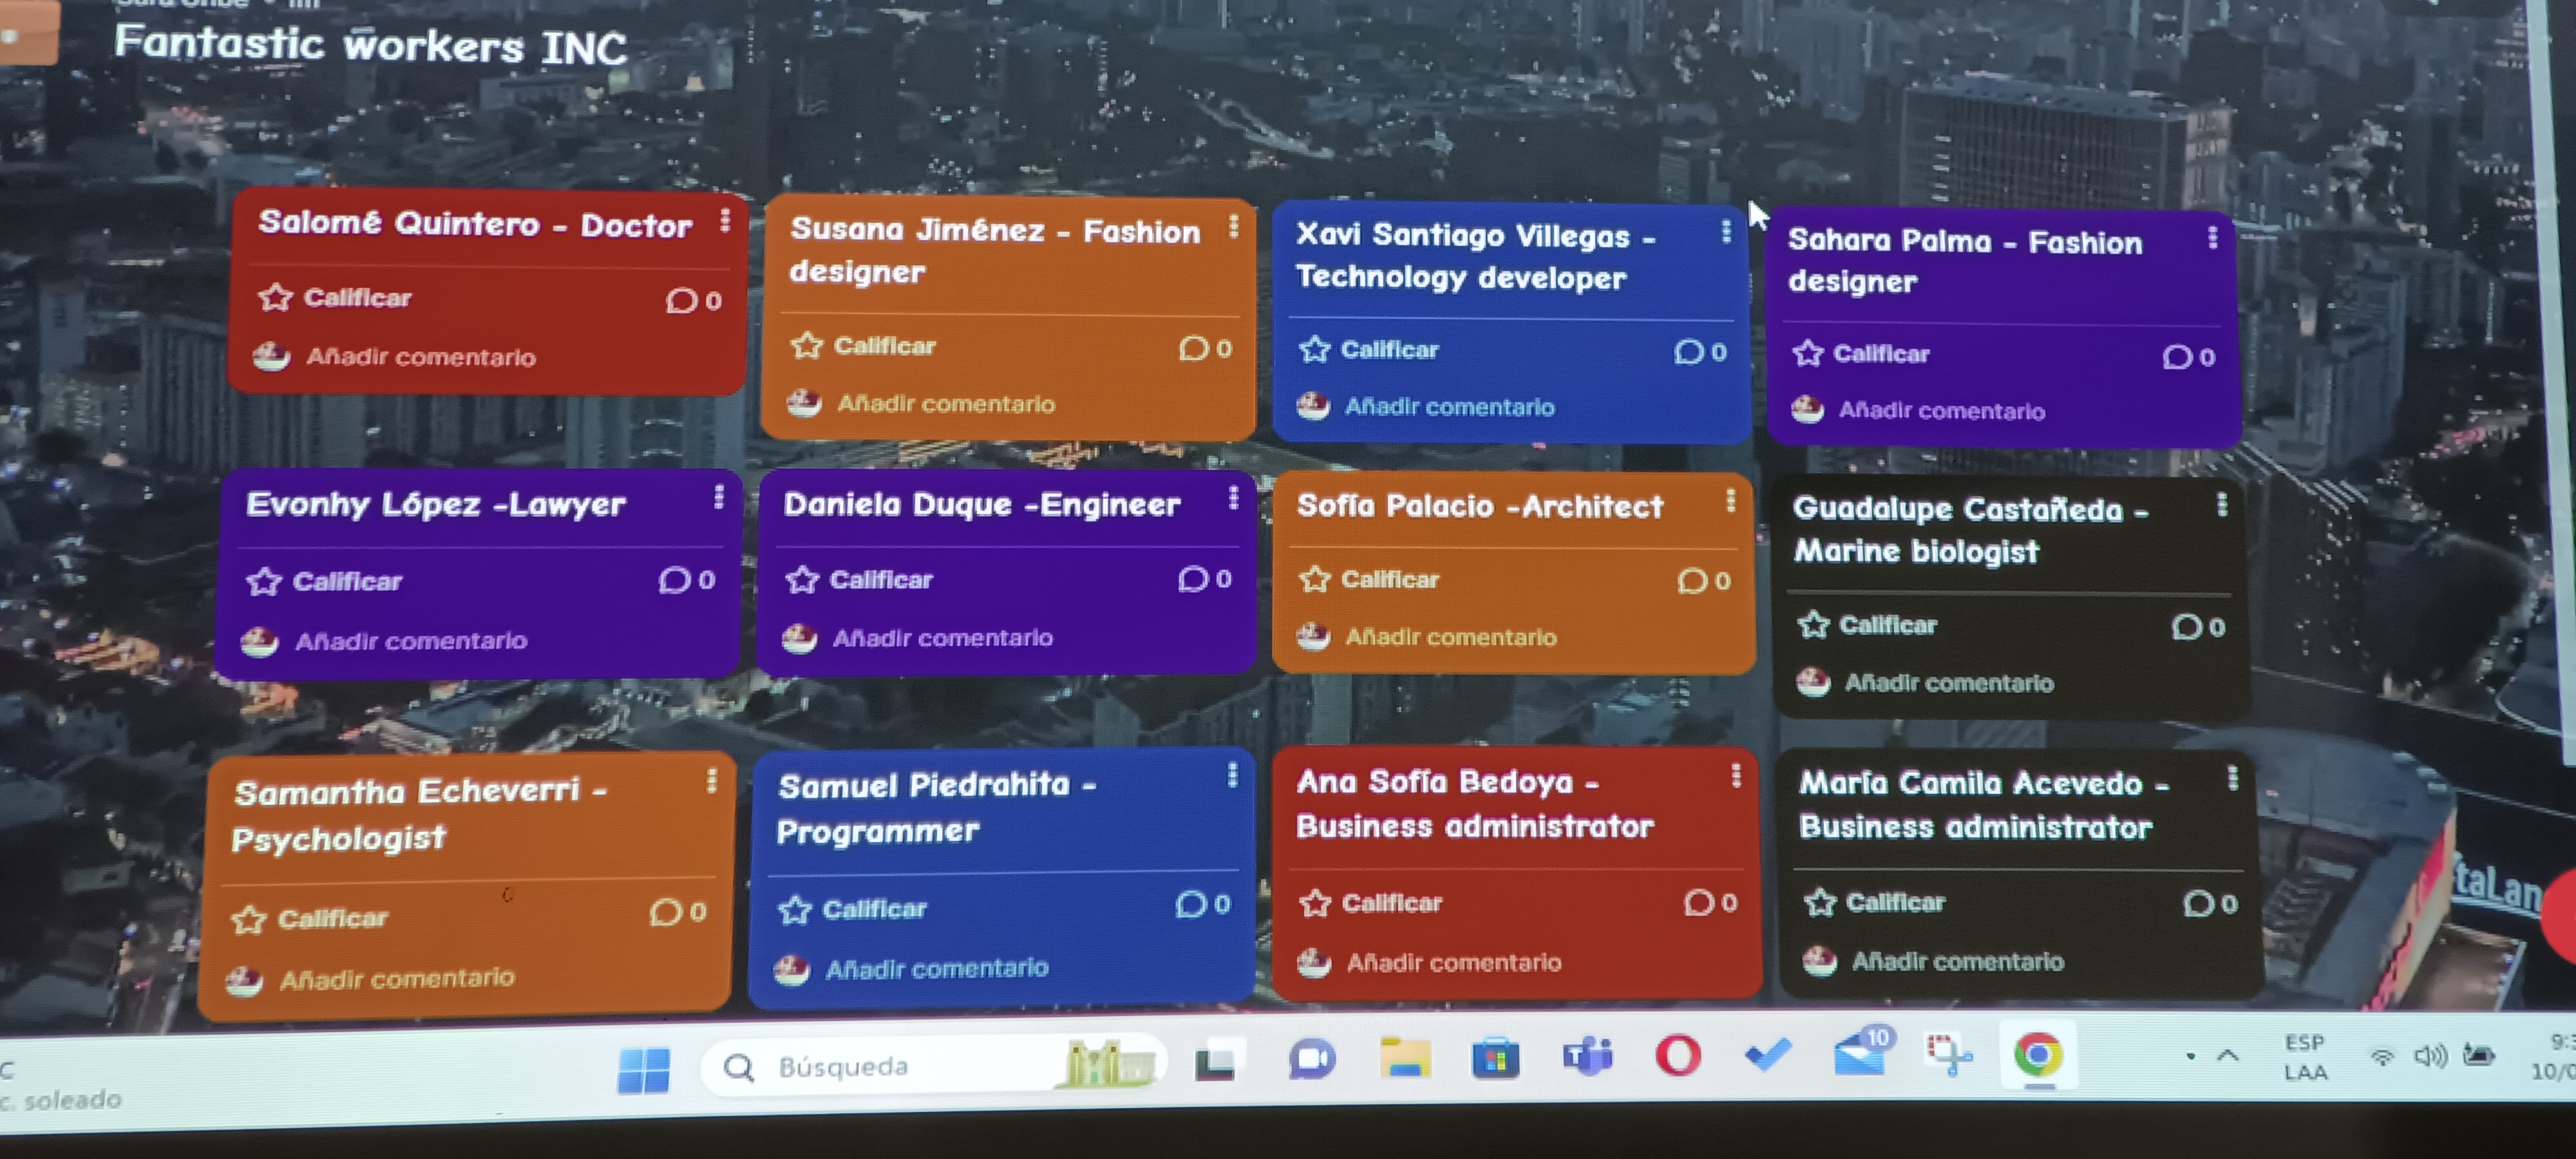 Fantastic workers INC
Salomé Quintero - Doctor
Calificar 0
Añadir comentario
Susana Jiménez - Fashion
designer
Calificar 0
Añadir comentario
Xavi Santiago Villegas -
Technology developer
Calificar 0
Añadir comentario
Sahara Palma - Fashion
designer
Calificar 0
Añadir comentario
Evonhy López -Lawyer
Calificar 0
Añadir comentario
Daniela Duque -Engineer
Calificar 0
Añadir comentario
Sofía Palacio -Architect
Calificar 0
Añadir comentario
Guadalupe Castañeda -
Marine biologist
Calificar 0
Añadir comentario
Samantha Echeverri -
Psychologist
Calificar 0
Añadir comentario
Samuel Piedrahita -
Programmer
Calificar 0
Añadir comentario
Ana Sofía Bedoya -
Business administrator
Calificar 0
Añadir comentario
María Camila Acevedo -
Business administrator
Calificar 0
Añadir comentario
taLan
C
c. soleado
Búsqueda
T
10
ESP
LAA
9:3
10/0